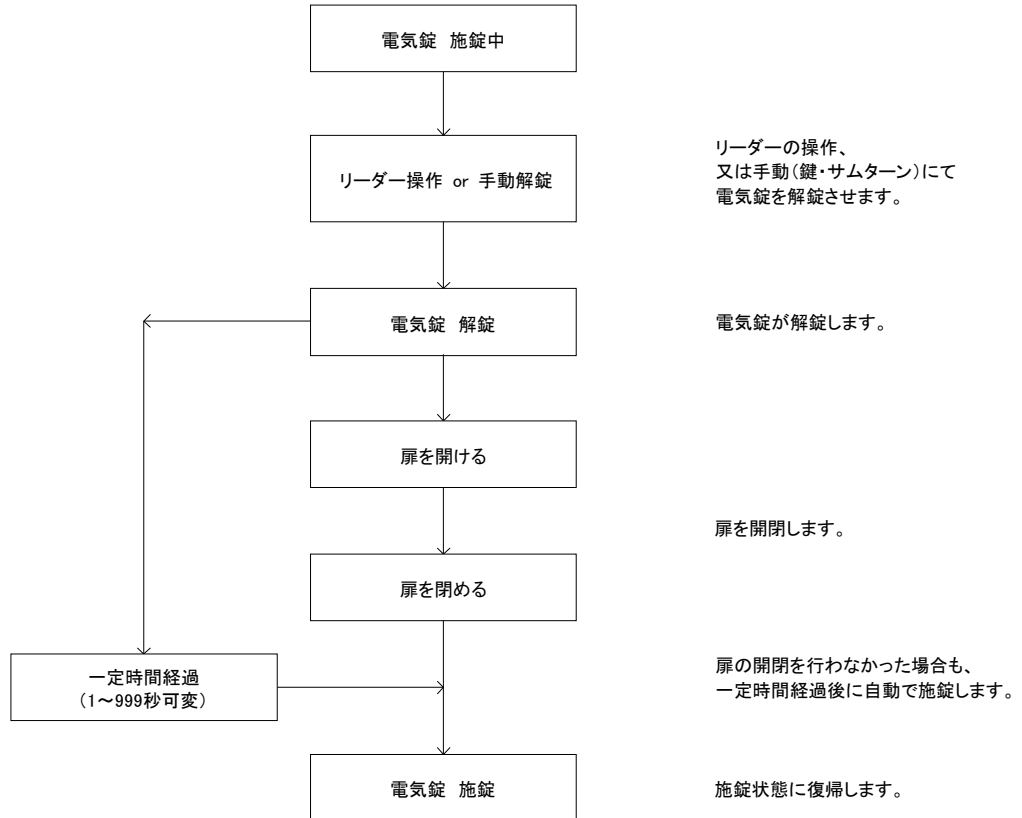 電気錠 施錠中
リーダー操作 or 手動解錠
リーダーの操作、
又は手動(鍵・サムターン)にて
電気錠を解錠させます。
電気錠 解錠
電気錠が解錠します。
扉を開ける
扉を開閉します。
扉を閉める
一定時間経過
(1～999秒可変)
扉の開閉を行わなかった場合も、
一定時間経過後に自動で施錠します。
電気錠 施錠
施錠状態に復帰します。